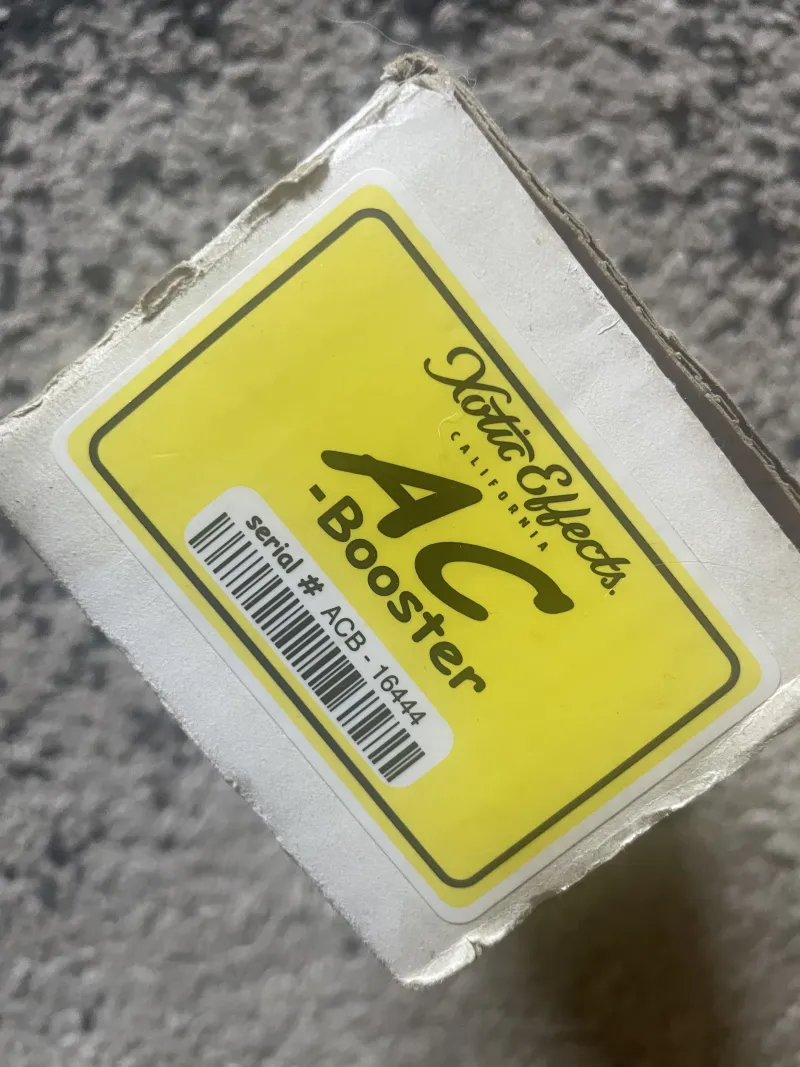 Xotic Effects.
CALIFORNIA
AC
-Booster
serial # ACB - 16444